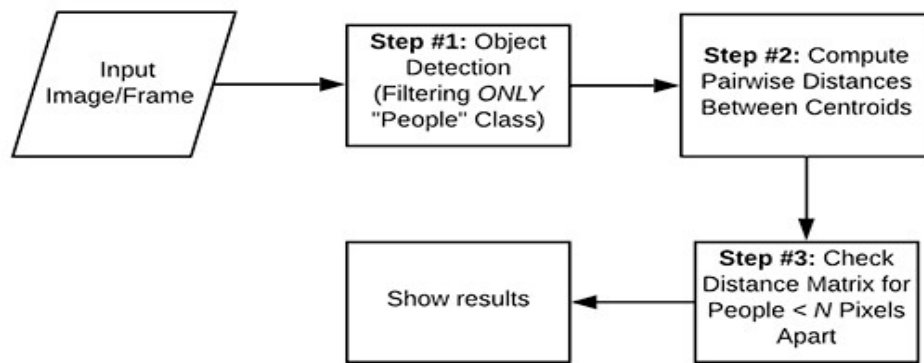 Input
Image/Frame
Step #1: Object
Detection
(Filtering ONLY
"People" Class)
Step #2: Compute
Pairwise Distances
Between Centroids
Step #3: Check
Distance Matrix for
People < N Pixels
Apart
Show results